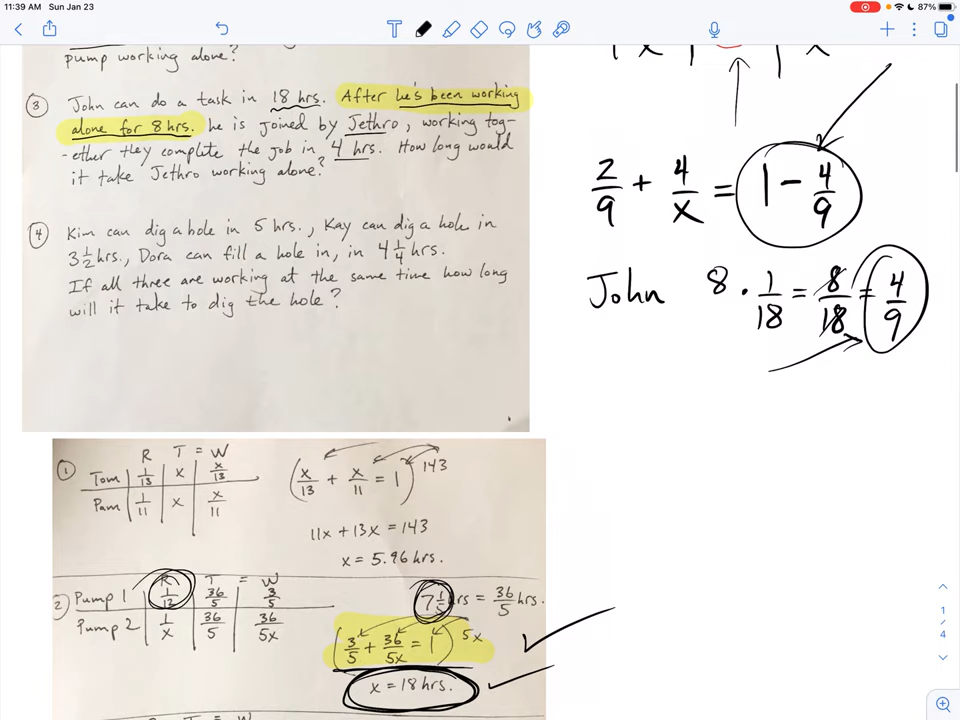 11:39 AM Sun Jan 23
87%
pump working alone?
③ John can do a task in 18 hrs. After he's been working
alone for 8 hrs. he is joined by Jethro, working tog-
-ether they complete the job in 4 hrs. How long would
it take Jethro working alone?
④ Kim can dig a hole in 5 hrs., Kay can dig a hole in
3 1/2 hrs., Dora can fill a hole in, in 4 1/4 hrs.
If all three are working at the same time how long
will it take to dig the hole?
2/9 + 4/x = 1 - 4/9
John 8 · 1/18 = 8/18 = 4/9
① R T = W
Tom 1/13 x x/13
Pam 1/11 x x/11
(x/13 + x/11 = 1) 143
11x + 13x = 143
x = 5.96 hrs.
② R T = W
Pump 1 1/12 36/5 3/5
Pump 2 1/x 36/5 36/5x
7 1/5 hrs = 36/5 hrs.
(3/5 + 36/5x = 1) 5x
x = 18 hrs.
1
4